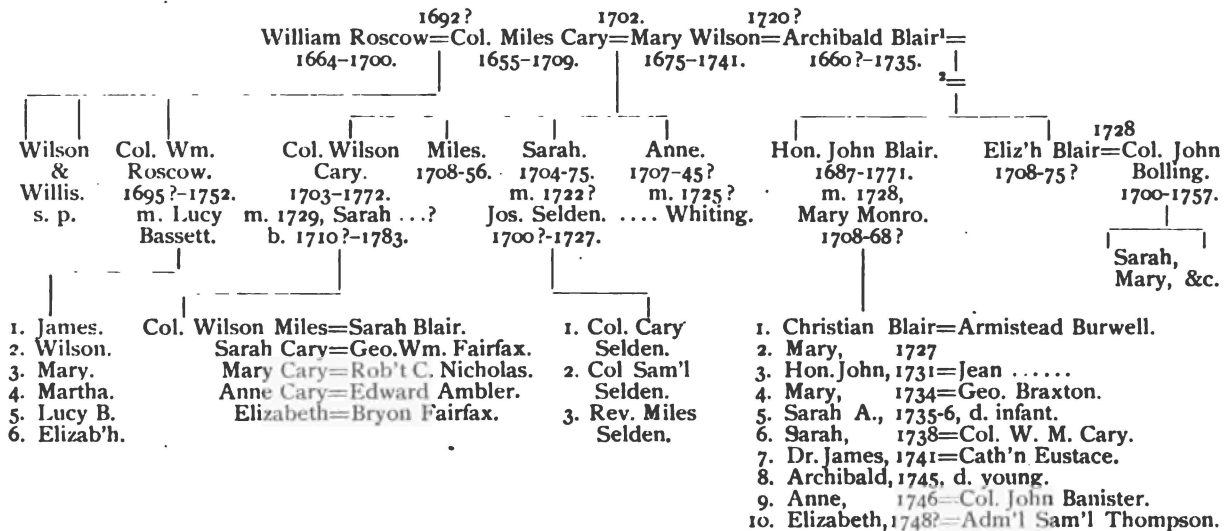 1692? 1702. 1720?
William Roscow=Col. Miles Cary=Mary Wilson=Archibald Blair¹=
1664-1700. 1655-1709. 1675-1741. 1660?-1735.
²=
1728
Wilson Col. Wm. Col. Wilson Miles. Sarah. Anne. Hon. John Blair. Eliz'h Blair=Col. John
& Roscow. Cary. 1708-56. 1704-75. 1707-45? 1687-1771. 1708-75? Bolling.
Willis. 1695?-1752. 1703-1772. m. 1722? m. 1725? m. 1728, 1700-1757.
s. p. m. Lucy m. 1729, Sarah ...? Jos. Selden. .... Whiting. Mary Monro.
Bassett. b. 1710?-1783. 1700?-1727. 1708-68?
Sarah,
Mary, &c.
1. James. Col. Wilson Miles=Sarah Blair. 1. Col. Cary 1. Christian Blair=Armistead Burwell.
2. Wilson. Sarah Cary=Geo. Wm. Fairfax. Selden. 2. Mary, 1727
3. Mary. Mary Cary=Rob't C. Nicholas. 2. Col Sam'l 3. Hon. John, 1731=Jean ......
4. Martha. Anne Cary=Edward Ambler. Selden. 4. Mary, 1734=Geo. Braxton.
5. Lucy B. Elizabeth=Bryon Fairfax. 3. Rev. Miles 5. Sarah A., 1735-6, d. infant.
6. Elizab'h. Selden. 6. Sarah, 1738=Col. W. M. Cary.
7. Dr. James, 1741=Cath'n Eustace.
8. Archibald, 1745, d. young.
9. Anne, 1746=Col. John Banister.
10. Elizabeth, 1748?=Adm'l Sam'l Thompson.